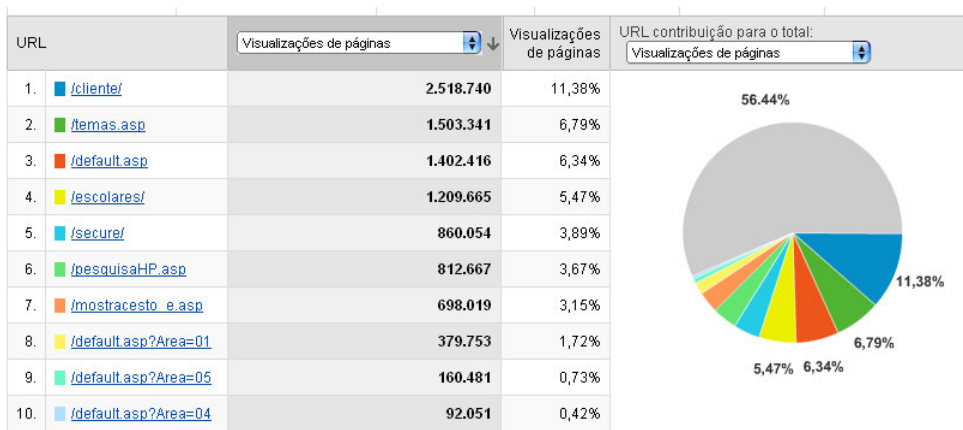 URL
Visualizações de páginas
Visualizações
de páginas
URL contribuição para o total:
Visualizações de páginas
1. /cliente/ 2.518.740 11,38%
2. /temas.asp 1.503.341 6,79%
3. /default.asp 1.402.416 6,34%
4. /escolares/ 1.209.665 5,47%
5. /secure/ 860.054 3,89%
6. /pesquisaHP.asp 812.667 3,67%
7. /mostracesto_e.asp 698.019 3,15%
8. /default.asp?Area=01 379.753 1,72%
9. /default.asp?Area=05 160.481 0,73%
10. /default.asp?Area=04 92.051 0,42%
56.44%
11,38%
6,79%
6,34%
5,47%